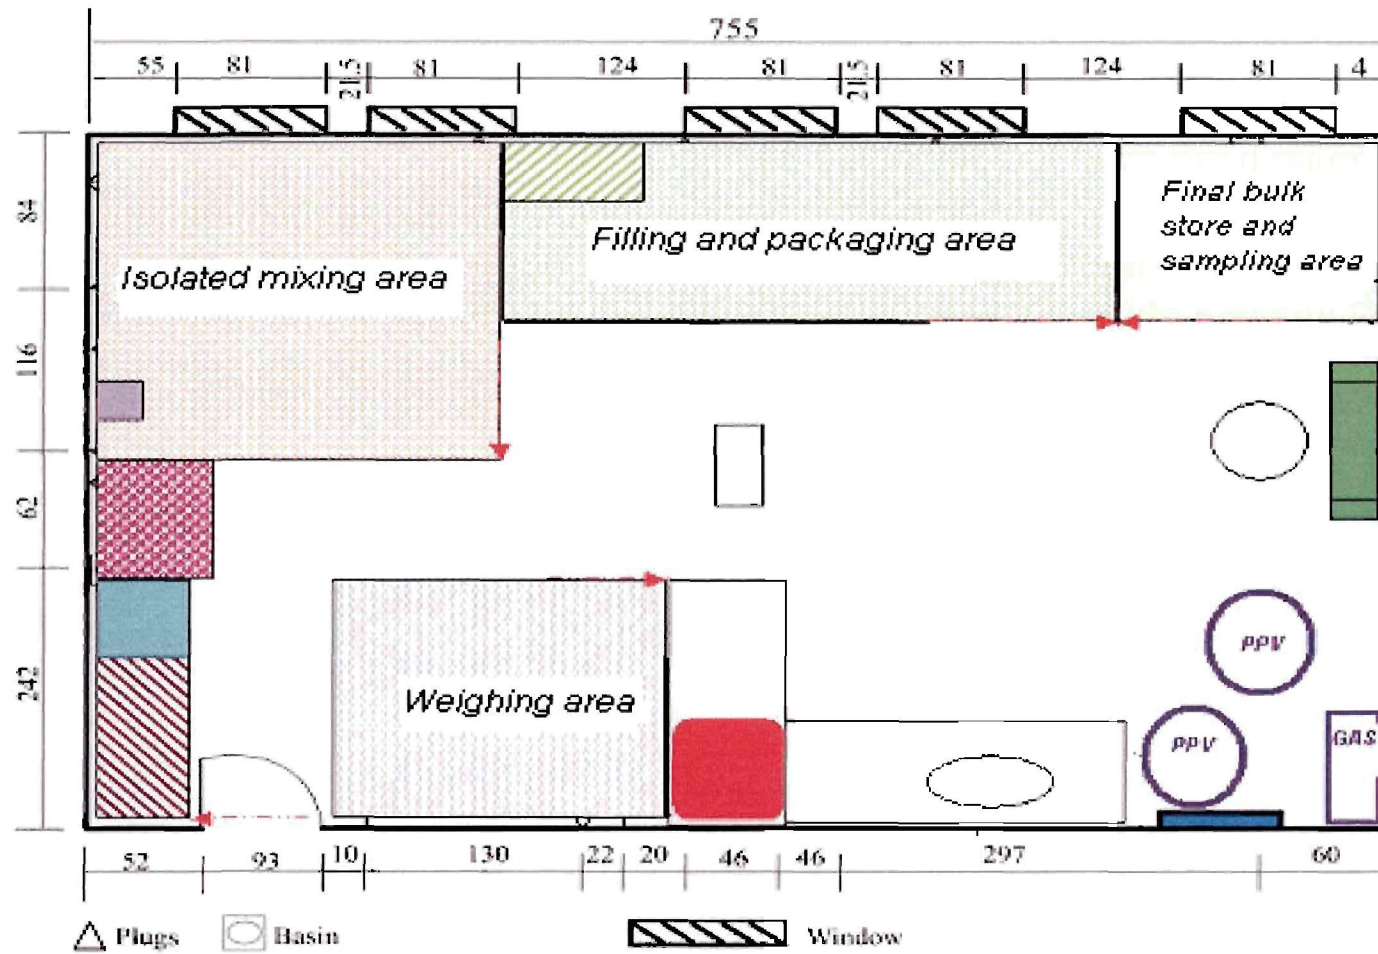 755
55 81 21.5 81 124 81 21.5 81 124 81 4
84
116
62
242
Isolated mixing area
Filling and packaging area
Final bulk
store and
sampling area
Weighing area
PPV
PPV
GAS
52 93 10 130 22 20 46 46 297 60
Plugs Basin Window